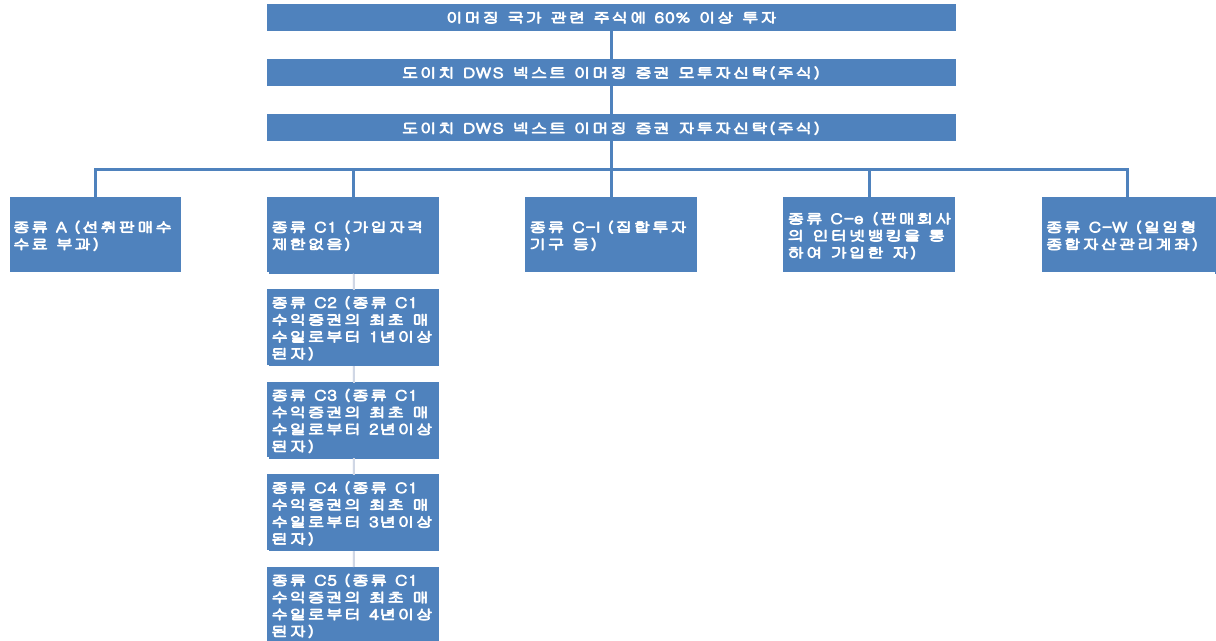 이머징 국가 관련 주식에 60% 이상 투자
도이치 DWS 넥스트 이머징 증권 모투자신탁(주식)
도이치 DWS 넥스트 이머징 증권 자투자신탁(주식)
종류 A (선취판매수
수료 부과)
종류 C1 (가입자격
제한없음)
종류 C-I (집합투자
기구 등)
종류 C-e (판매회사
의 인터넷뱅킹을 통
하여 가입한 자)
종류 C-W (일임형
종합자산관리계좌)
종류 C2 (종류 C1
수익증권의 최초 매
수일로부터 1년이상
된자)
종류 C3 (종류 C1
수익증권의 최초 매
수일로부터 2년이상
된자)
종류 C4 (종류 C1
수익증권의 최초 매
수일로부터 3년이상
된자)
종류 C5 (종류 C1
수익증권의 최초 매
수일로부터 4년이상
된자)